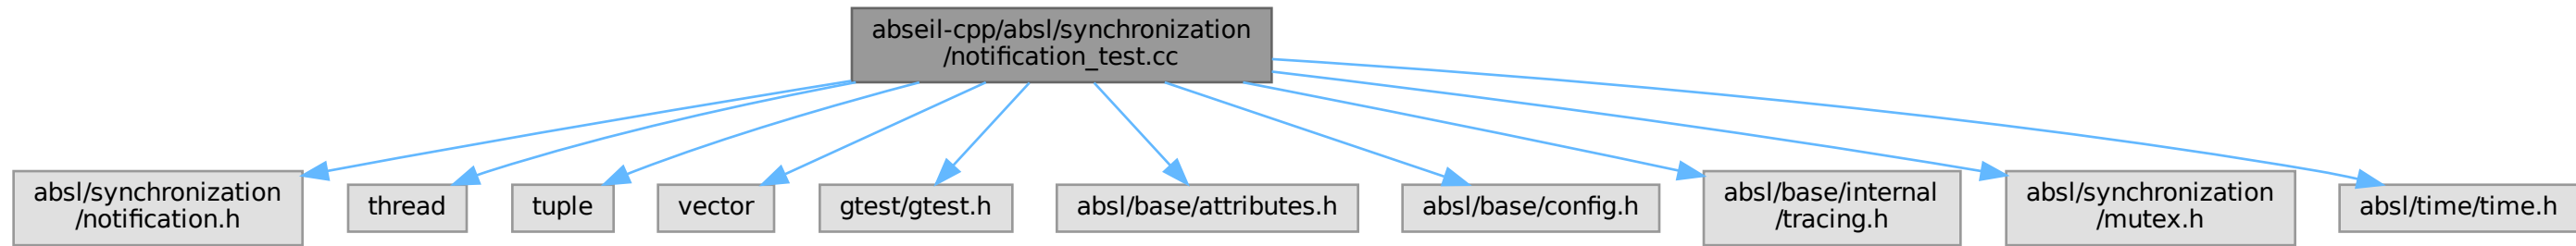 abseil-cpp/absl/synchronization
/notification_test.cc
absl/synchronization
/notification.h
thread
tuple
vector
gtest/gtest.h
absl/base/attributes.h
absl/base/config.h
absl/base/internal
/tracing.h
absl/synchronization
/mutex.h
absl/time/time.h